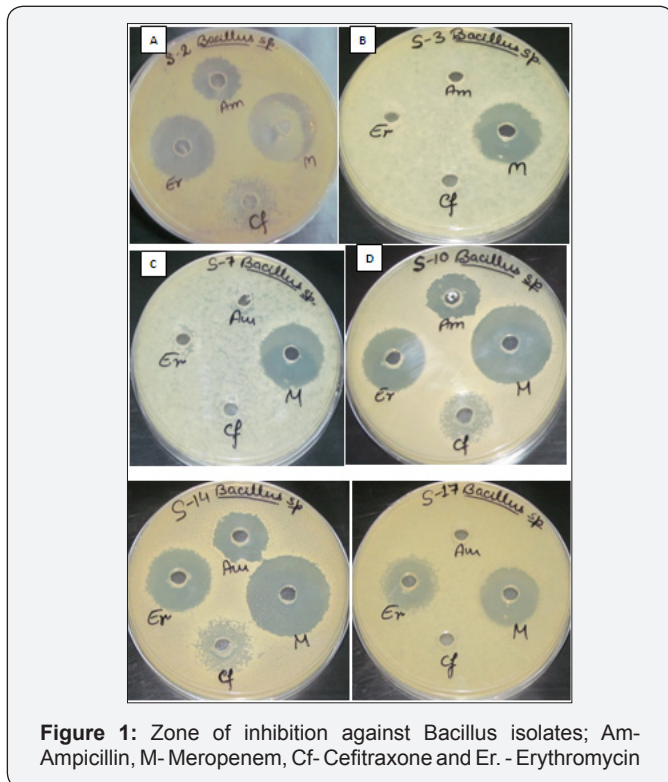 A
S-2 Bacillus sp.
Am
Er
M
Cf
B
S-3 Bacillus sp.
Am
Er
M
Cf
C
S-7 Bacillus sp.
Am
Er
M
Cf
D
S-10 Bacillus sp
Am
Er
M
Cf
S-14 Bacillus sp
Am
Er
M
Cf
S-17 Bacillus sp
Am
Er
M
Cf
Figure 1: Zone of inhibition against Bacillus isolates; Am-
Ampicillin, M- Meropenem, Cf- Cefitraxone and Er. - Erythromycin